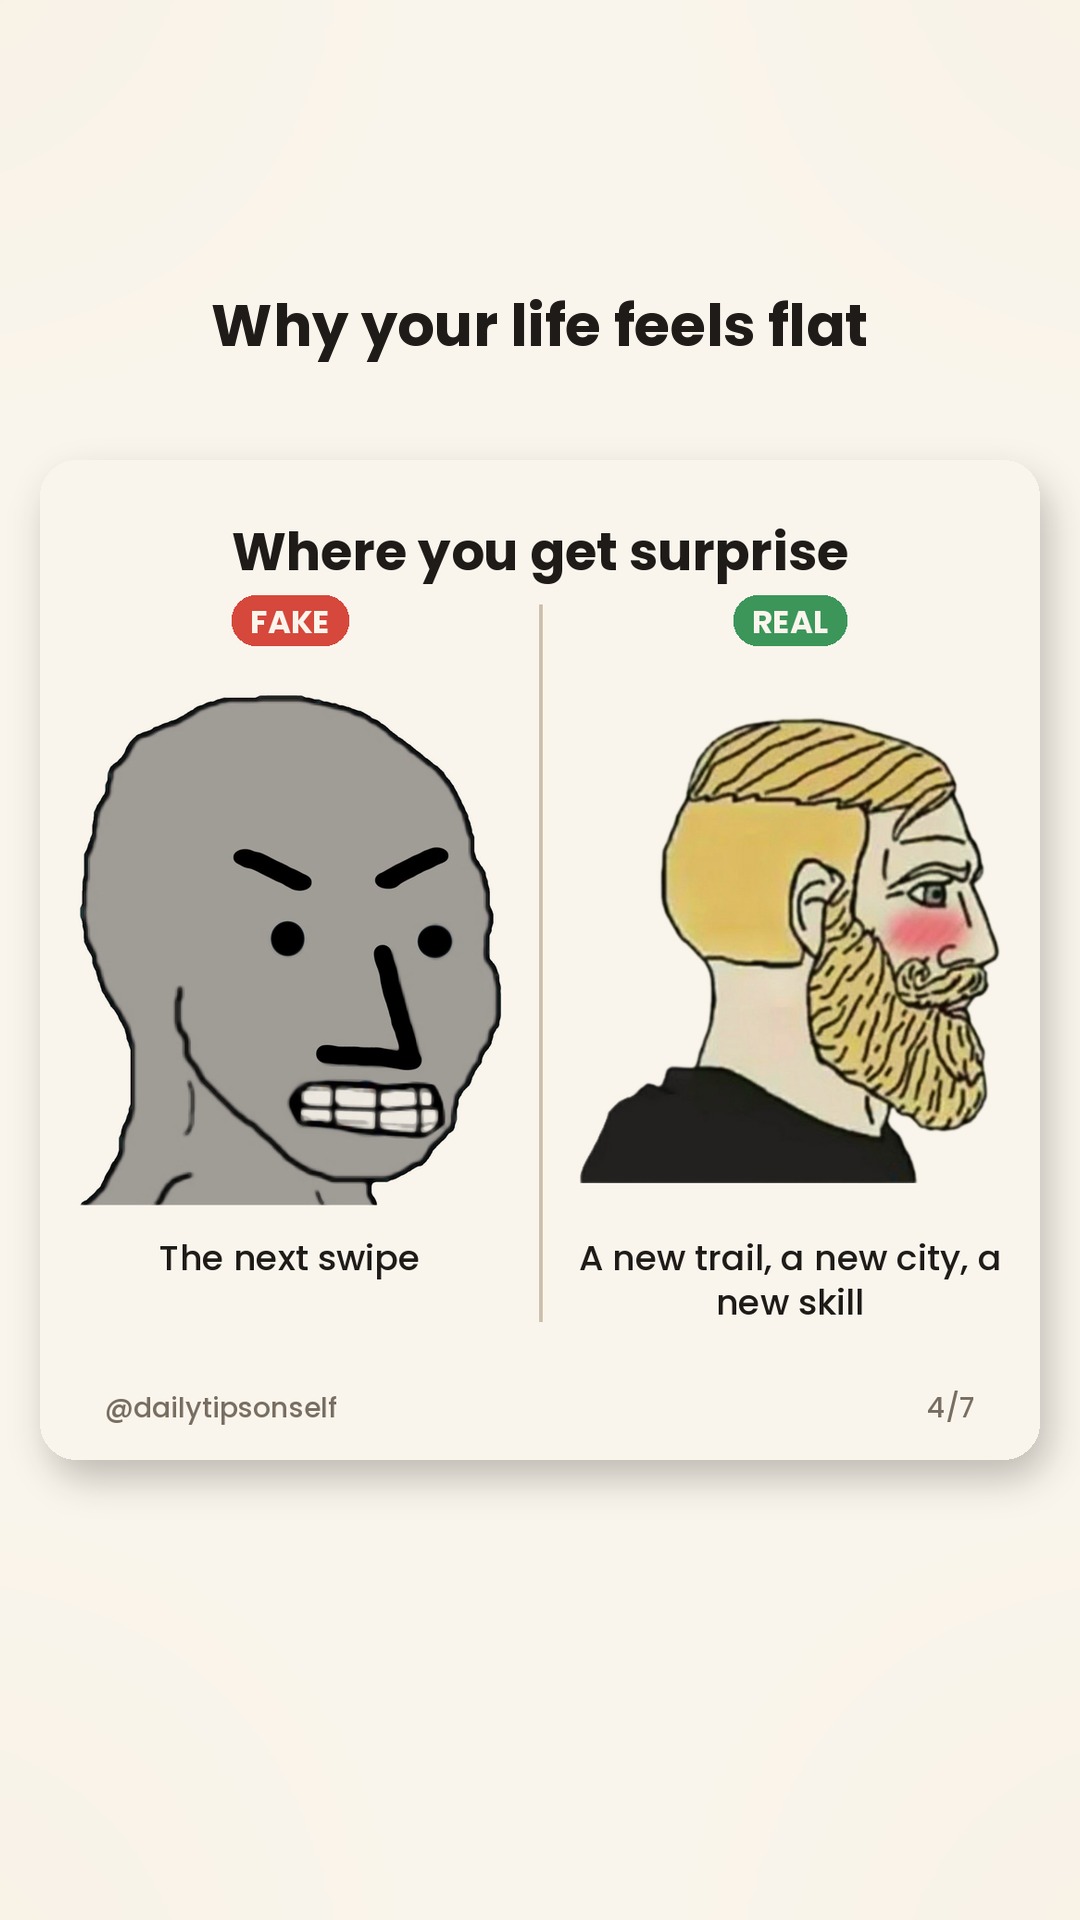 Why your life feels flat
Where you get surprise
FAKE
REAL
The next swipe
A new trail, a new city, a
new skill
@dailytipsonself
4/7